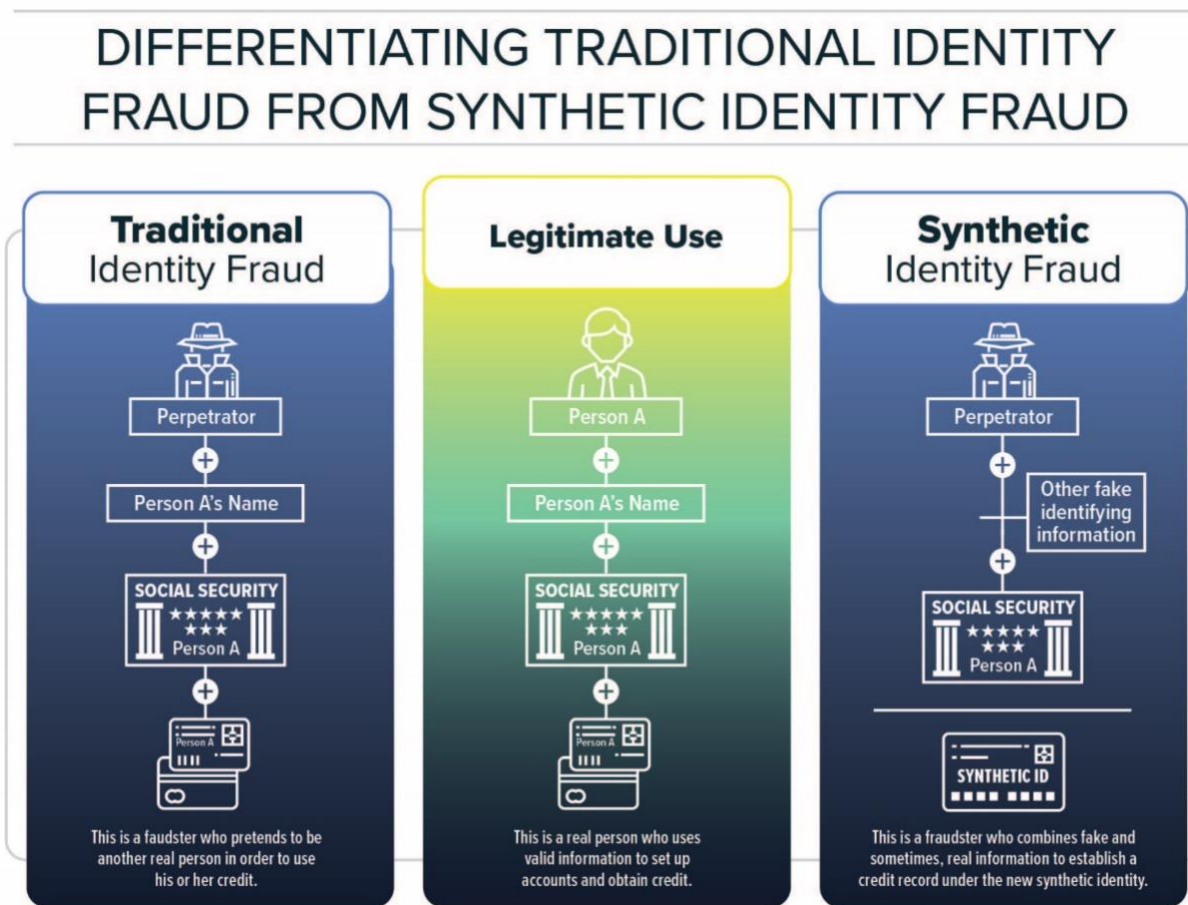 DIFFERENTIATING TRADITIONAL IDENTITY
FRAUD FROM SYNTHETIC IDENTITY FRAUD
Traditional
Identity Fraud
Perpetrator
Person A's Name
SOCIAL SECURITY
Person A
Person A
This is a faudster who pretends to be
another real person in order to use
his or her credit.
Legitimate Use
Person A
Person A's Name
SOCIAL SECURITY
Person A
Person A
This is a real person who uses
valid information to set up
accounts and obtain credit.
Synthetic
Identity Fraud
Perpetrator
Other fake
identifying
information
SOCIAL SECURITY
Person A
SYNTHETIC ID
This is a fraudster who combines fake and
sometimes, real information to establish a
credit record under the new synthetic identity.